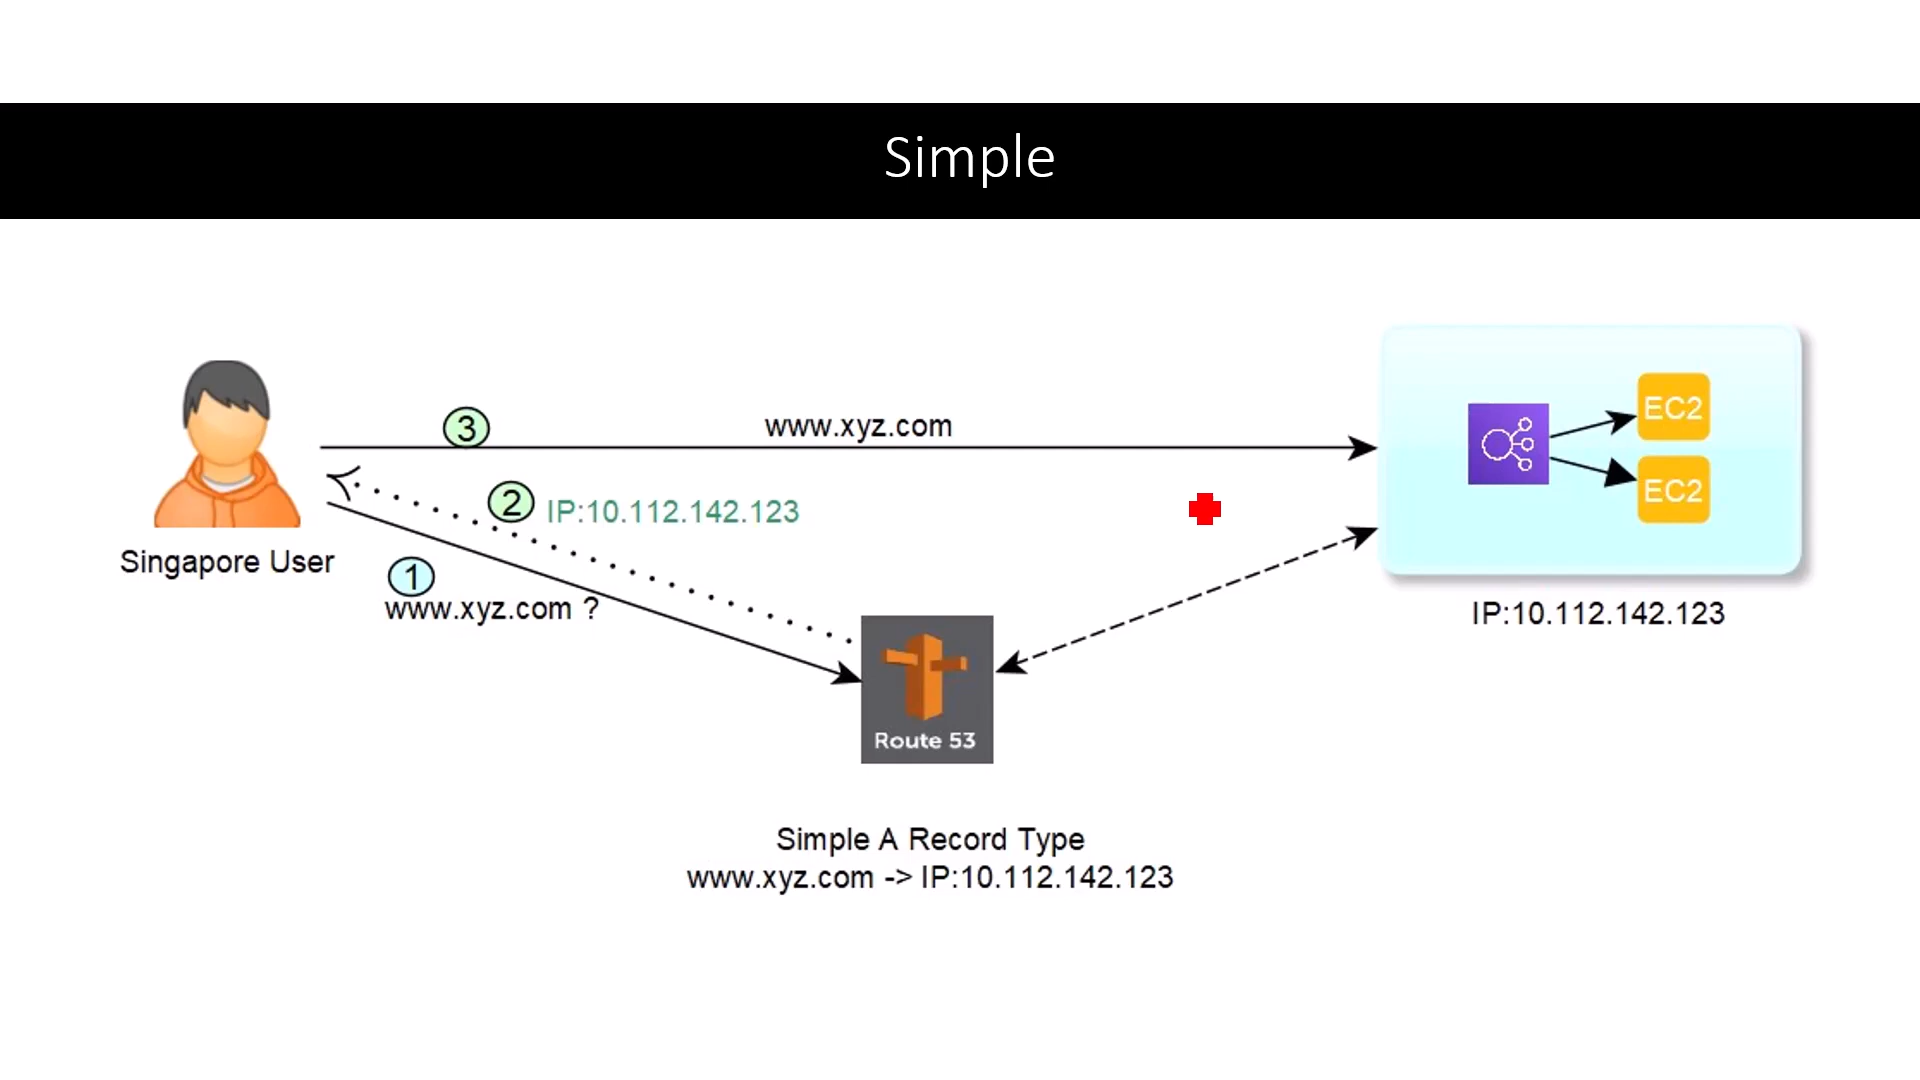 Simple
3
www.xyz.com
EC2
EC2
2
IP:10.112.142.123
Singapore User
1
www.xyz.com ?
IP:10.112.142.123
Route 53
Simple A Record Type
www.xyz.com -> IP:10.112.142.123